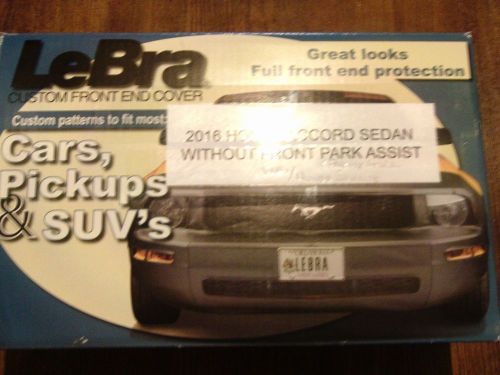 LeBra
CUSTOM FRONT END COVER
Great looks
Full front end protection
Custom patterns to fit most:
2016 ACCORD SEDAN
WITHOUT FRONT PARK ASSIST
Cars,
Pickups
& SUV's
LEBRA